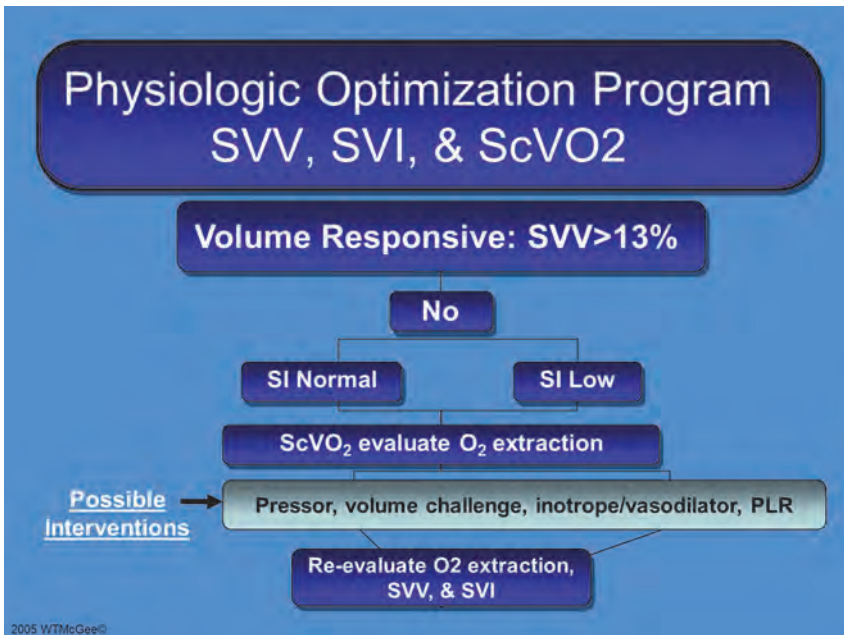 Physiologic Optimization Program
SVV, SVI, & ScVO2
Volume Responsive: SVV>13%
No
SI Normal
SI Low
ScVO₂ evaluate O₂ extraction
Possible
Interventions
Pressor, volume challenge, inotrope/vasodilator, PLR
Re-evaluate O2 extraction,
SVV, & SVI
2005 WTMcGee©